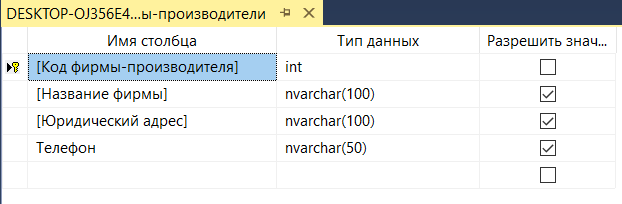 DESKTOP-OJ356E4...ы-производители
Имя столбца Тип данных Разрешить знач...
[Код фирмы-производителя] int
[Название фирмы] nvarchar(100)
[Юридический адрес] nvarchar(100)
Телефон nvarchar(50)